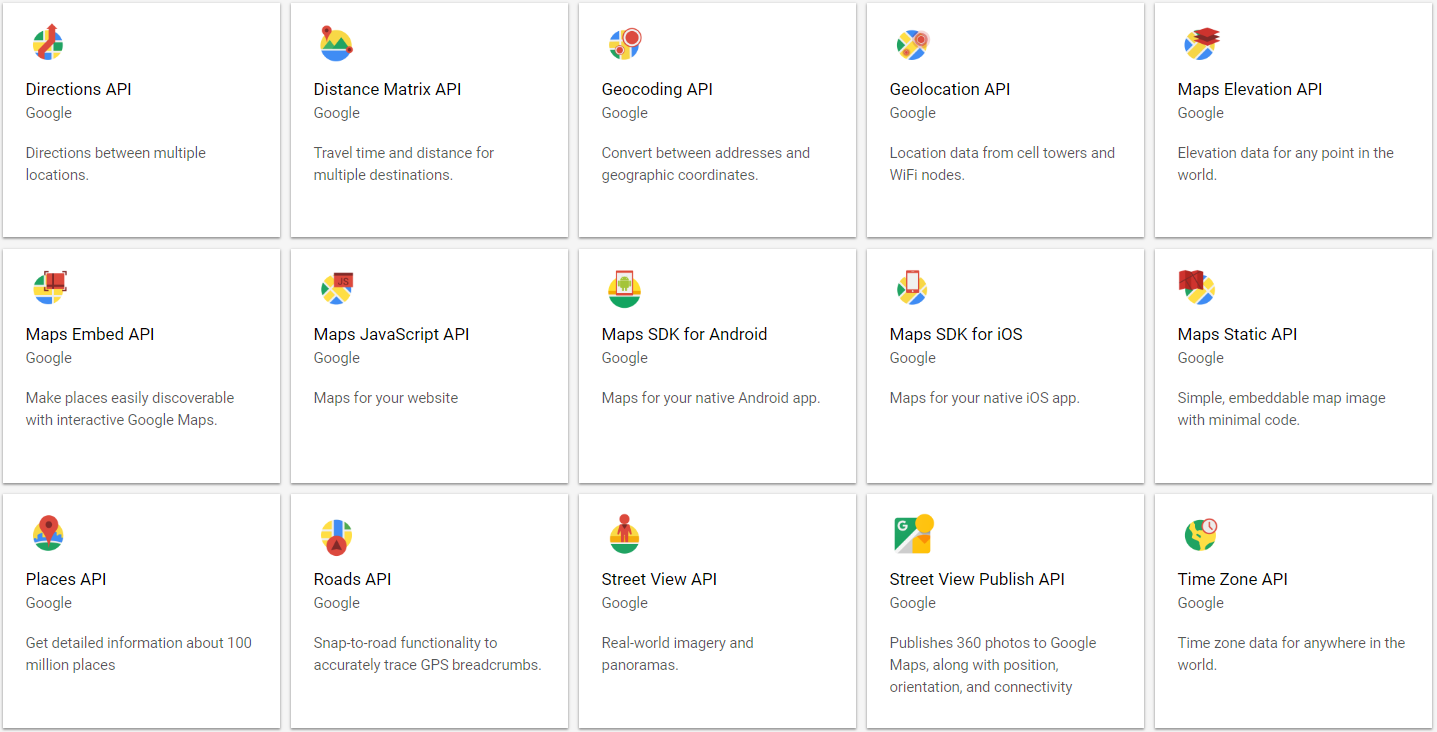 Directions API
Google
Directions between multiple
locations.
Distance Matrix API
Google
Travel time and distance for
multiple destinations.
Geocoding API
Google
Convert between addresses and
geographic coordinates.
Geolocation API
Google
Location data from cell towers and
WiFi nodes.
Maps Elevation API
Google
Elevation data for any point in the
world.
Maps Embed API
Google
Make places easily discoverable
with interactive Google Maps.
JS
Maps JavaScript API
Google
Maps for your website
Maps SDK for Android
Google
Maps for your native Android app.
Maps SDK for iOS
Google
Maps for your native iOS app.
Maps Static API
Google
Simple, embeddable map image
with minimal code.
Places API
Google
Get detailed information about 100
million places
Roads API
Google
Snap-to-road functionality to
accurately trace GPS breadcrumbs.
Street View API
Google
Real-world imagery and
panoramas.
G
Street View Publish API
Google
Publishes 360 photos to Google
Maps, along with position,
orientation, and connectivity
Time Zone API
Google
Time zone data for anywhere in the
world.